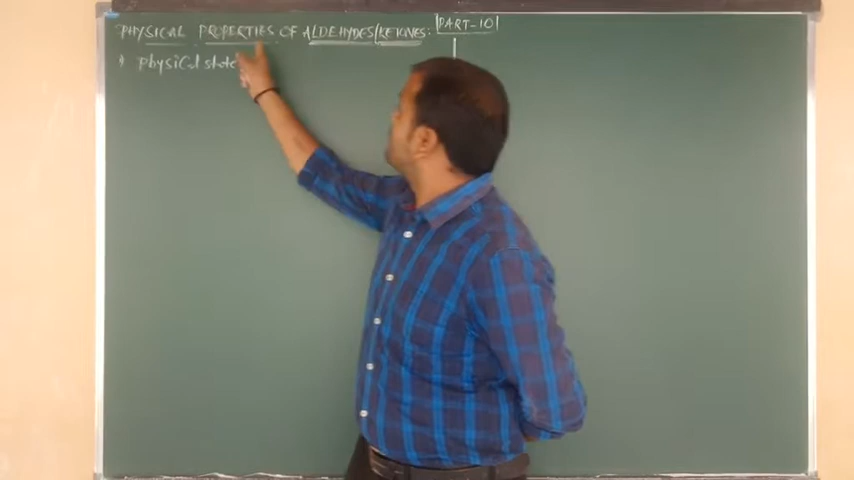 PHYSICAL PROPERTIES OF ALDEHYDES/KETONES: PART-10
1) physical state